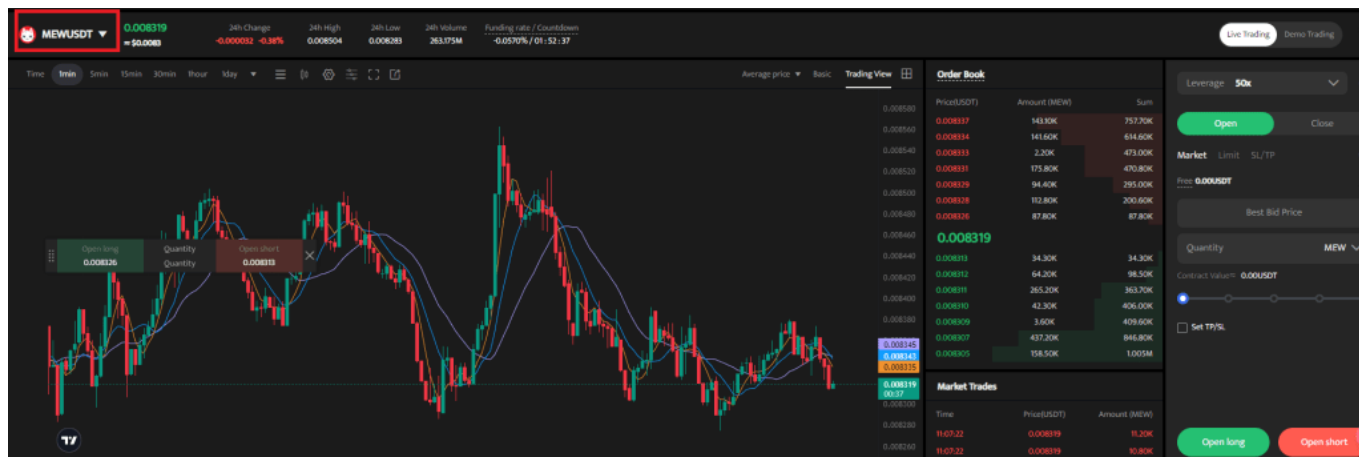 MEWUSDT ▼
0.008319
≈ $0.0083
24h Change
-0.000032 -0.38%
24h High
0.008504
24h Low
0.008283
24h Volume
263.175M
Funding rate / Countdown
-0.0570% / 01 : 52 : 37
Live Trading Demo Trading
Time 1min 5min 15min 30min 1hour 1day ▼
Average price ▼ Basic Trading View
0.008580
0.008560
0.008540
0.008520
0.008500
0.008480
0.008460
0.008440
0.008420
0.008400
0.008380
0.008345
0.008343
0.008335
0.008319
00:37
0.008300
0.008280
0.008260
Open long Quantity Open short
0.008326 Quantity 0.008313
Order Book
Price(USDT) Amount (MEW) Sum
0.008337 143.10K 757.70K
0.008334 141.60K 614.60K
0.008333 2.20K 473.00K
0.008331 175.80K 470.80K
0.008329 94.40K 295.00K
0.008328 112.80K 200.60K
0.008326 87.80K 87.80K
0.008319
0.008313 34.30K 34.30K
0.008312 64.20K 98.50K
0.008311 265.20K 363.70K
0.008310 42.30K 406.00K
0.008309 3.60K 409.60K
0.008307 437.20K 846.80K
0.008305 158.50K 1.005M
Market Trades
Time Price(USDT) Amount (MEW)
11:07:22 0.008319 11.20K
11:07:22 0.008319 10.80K
Leverage 50x
Open Close
Market Limit SL/TP
Free 0.00USDT
Best Bid Price
Quantity MEW
Contract Value≈ 0.00USDT
Set TP/SL
Open long Open short